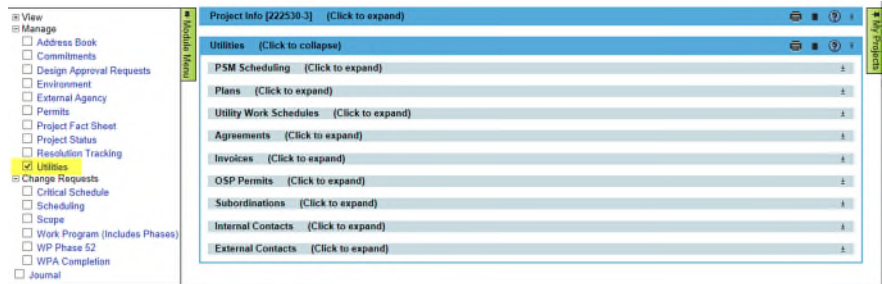 View
Manage
Address Book
Commitments
Design Approval Requests
Environment
External Agency
Permits
Project Fact Sheet
Project Status
Resolution Tracking
Utilities
Change Requests
Critical Schedule
Scheduling
Scope
Work Program (Includes Phases)
WP Phase 52
WPA Completion
Journal
Module Menu
Project Info [222530-3] (Click to expand)
Utilities (Click to collapse)
PSM Scheduling (Click to expand)
Plans (Click to expand)
Utility Work Schedules (Click to expand)
Agreements (Click to expand)
Invoices (Click to expand)
OSP Permits (Click to expand)
Subordinations (Click to expand)
Internal Contacts (Click to expand)
External Contacts (Click to expand)
My Projects